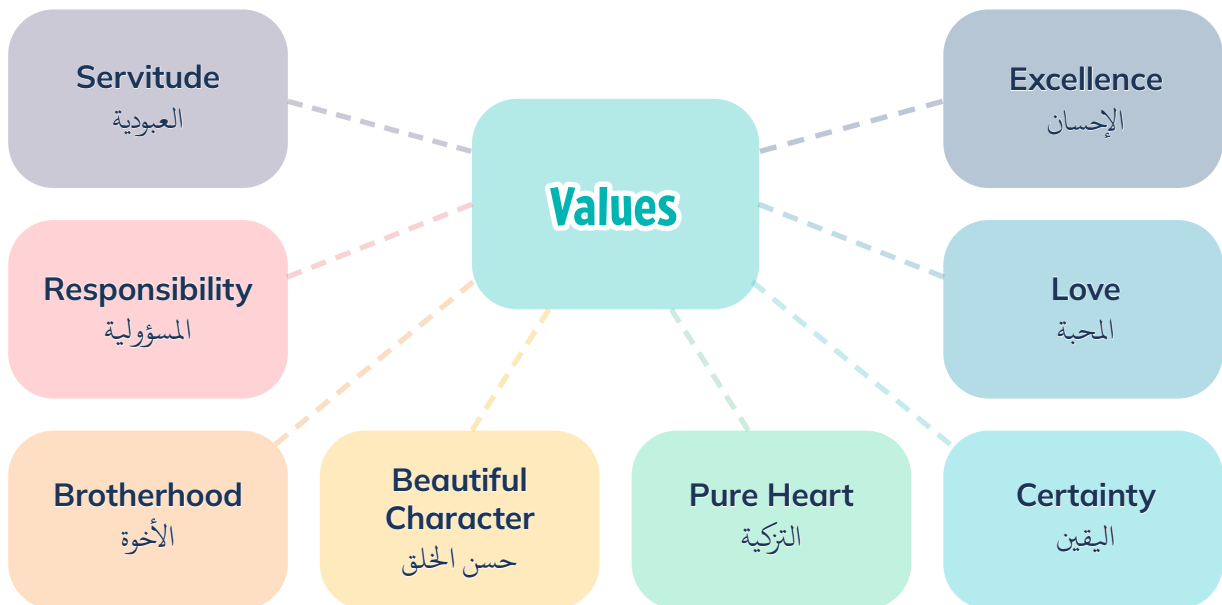 Servitude
العبودية
Excellence
الإحسان
Values
Responsibility
المسؤولية
Love
المحبة
Brotherhood
الأخوة
Beautiful
Character
حسن الخلق
Pure Heart
التزكية
Certainty
اليقين